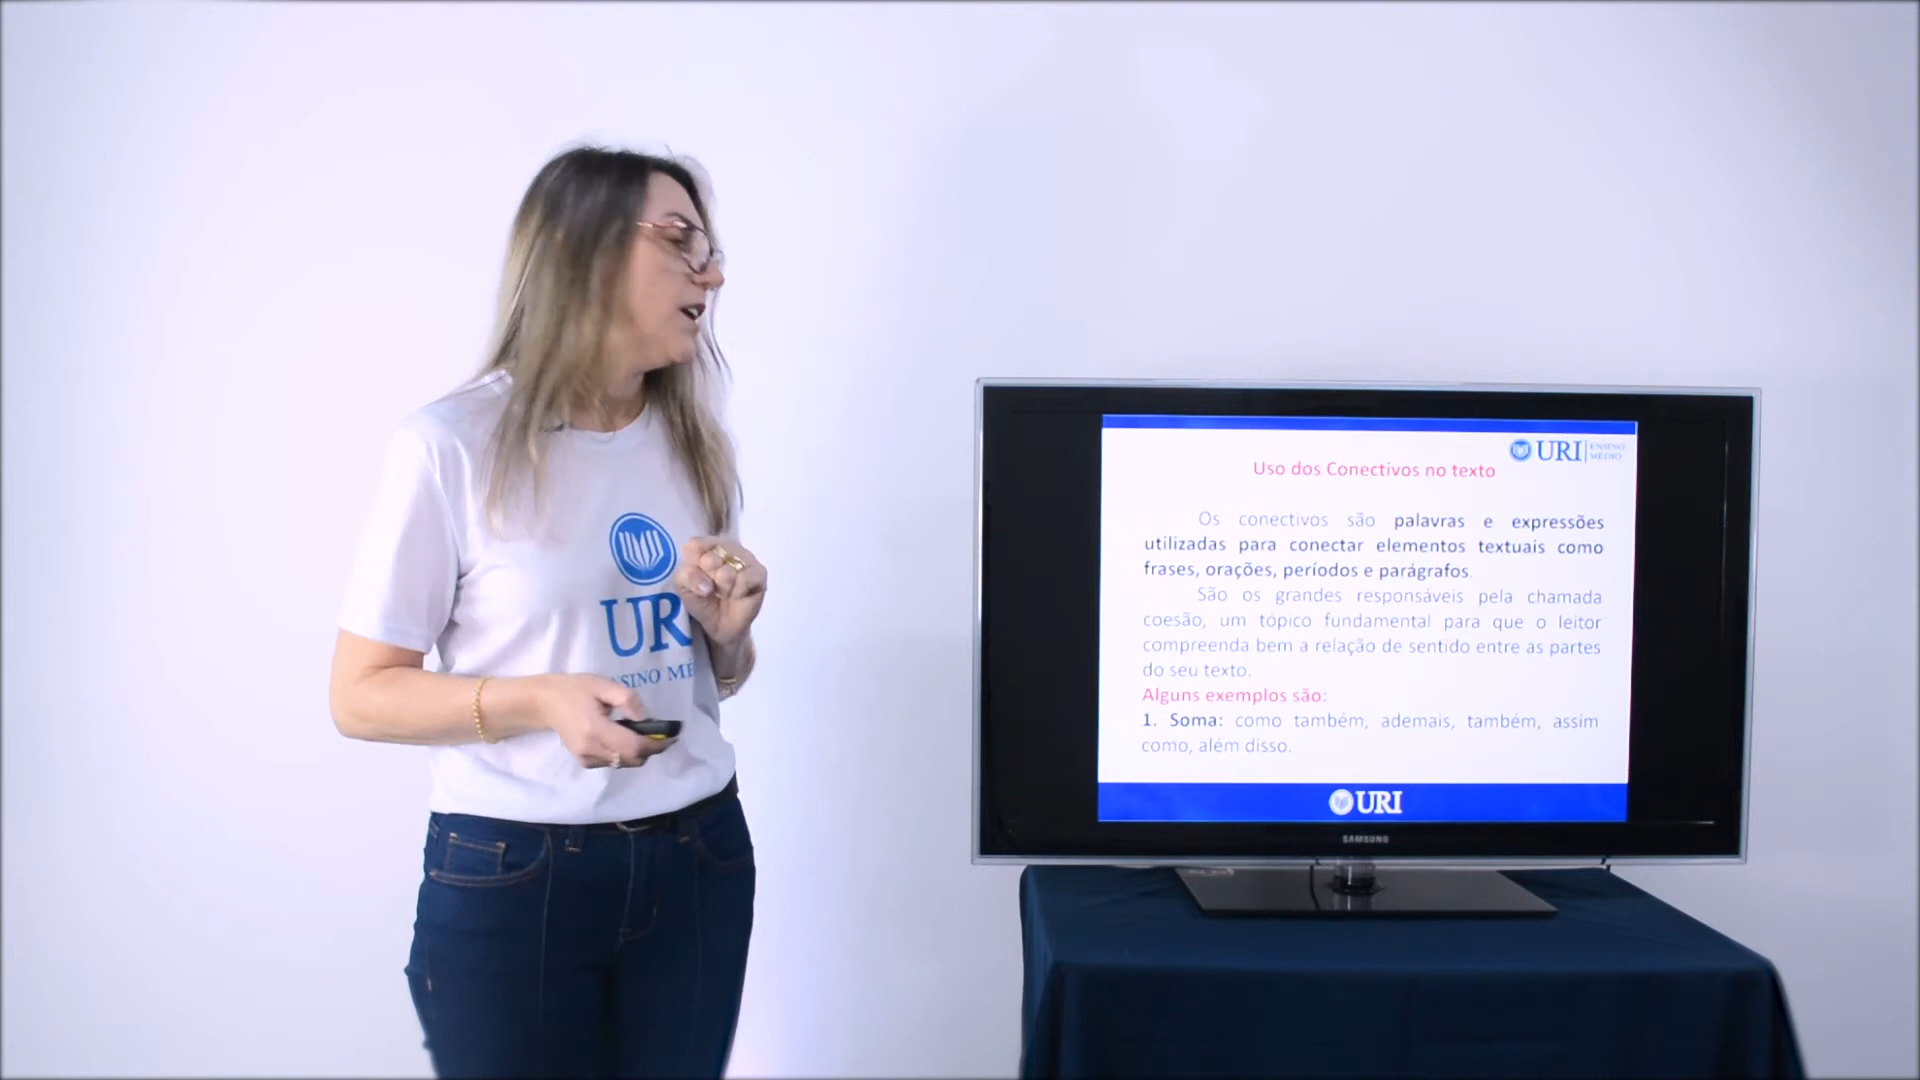 URI
ENSINO MÉ
URI ENSINO MÉDIO
Uso dos Conectivos no texto
Os conectivos são palavras e expressões
utilizadas para conectar elementos textuais como
frases, orações, períodos e parágrafos.
São os grandes responsáveis pela chamada
coesão, um tópico fundamental para que o leitor
compreenda bem a relação de sentido entre as partes
do seu texto.
Alguns exemplos são:
1. Soma: como também, ademais, também, assim
como, além disso.
URI
SAMSUNG